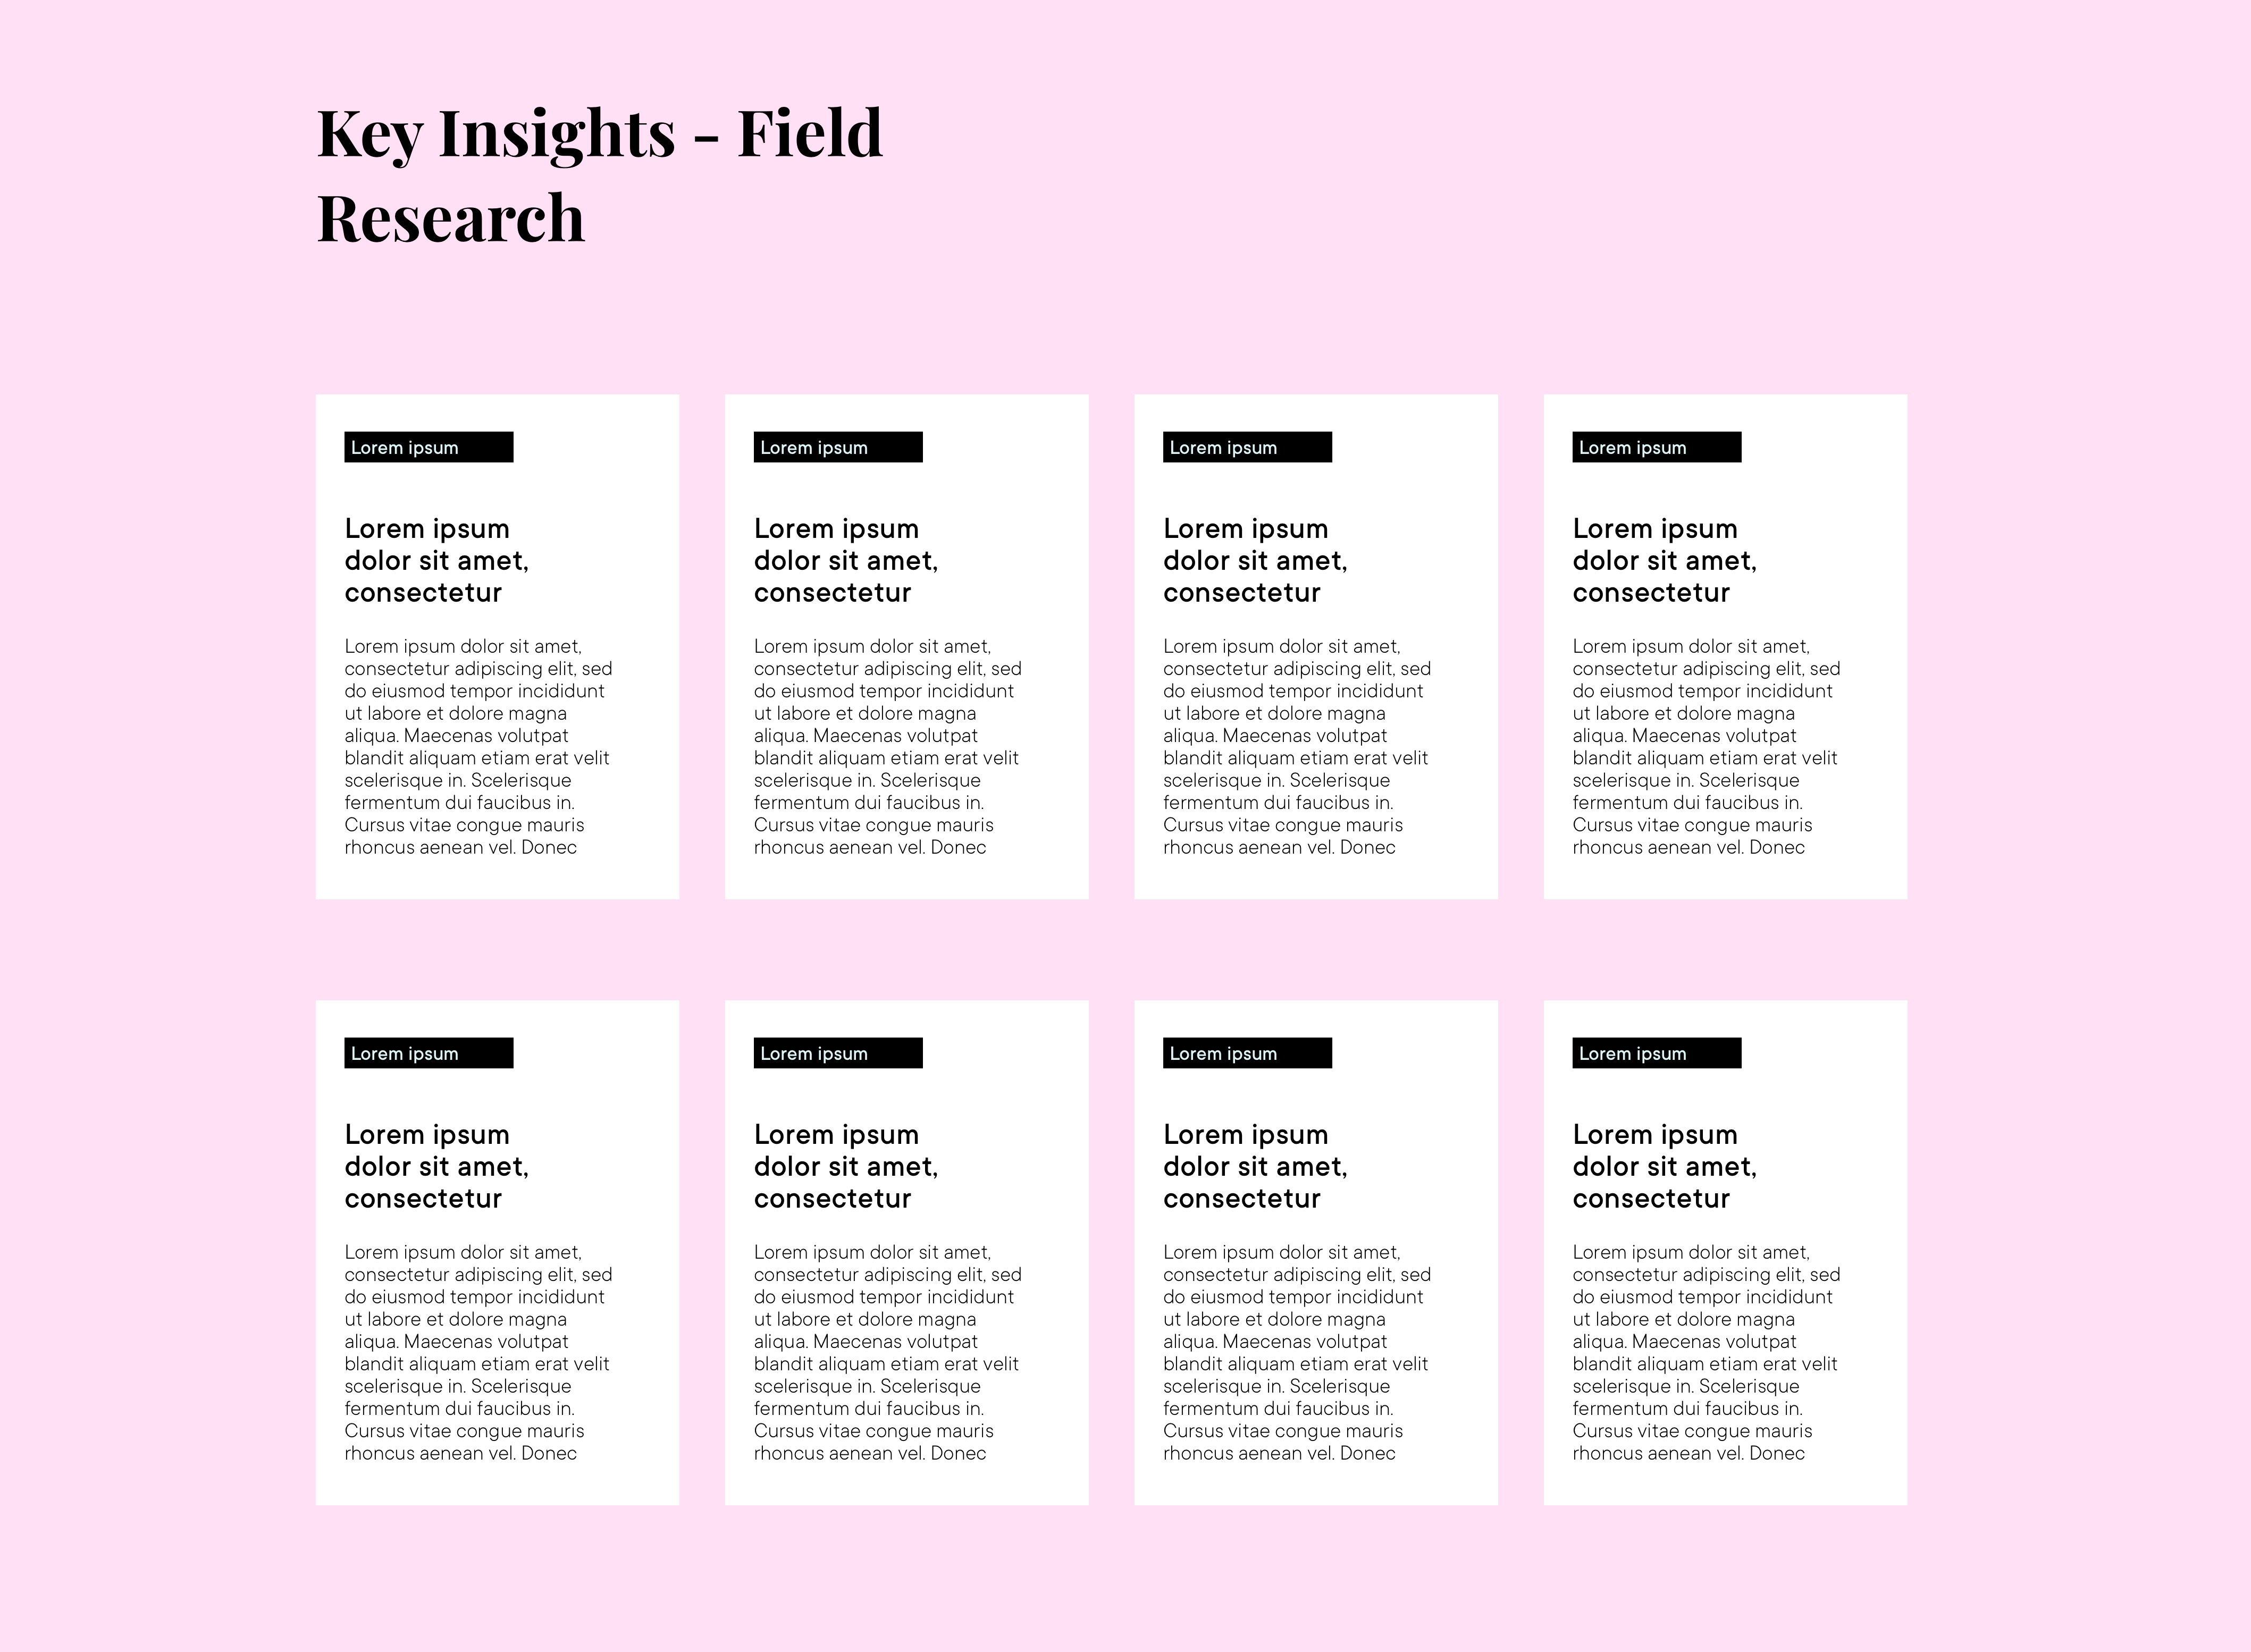 Key Insights - Field
Research
Lorem ipsum
Lorem ipsum
dolor sit amet,
consectetur
Lorem ipsum dolor sit amet,
consectetur adipiscing elit, sed
do eiusmod tempor incididunt
ut labore et dolore magna
aliqua. Maecenas volutpat
blandit aliquam etiam erat velit
scelerisque in. Scelerisque
fermentum dui faucibus in.
Cursus vitae congue mauris
rhoncus aenean vel. Donec
Lorem ipsum
Lorem ipsum
dolor sit amet,
consectetur
Lorem ipsum dolor sit amet,
consectetur adipiscing elit, sed
do eiusmod tempor incididunt
ut labore et dolore magna
aliqua. Maecenas volutpat
blandit aliquam etiam erat velit
scelerisque in. Scelerisque
fermentum dui faucibus in.
Cursus vitae congue mauris
rhoncus aenean vel. Donec
Lorem ipsum
Lorem ipsum
dolor sit amet,
consectetur
Lorem ipsum dolor sit amet,
consectetur adipiscing elit, sed
do eiusmod tempor incididunt
ut labore et dolore magna
aliqua. Maecenas volutpat
blandit aliquam etiam erat velit
scelerisque in. Scelerisque
fermentum dui faucibus in.
Cursus vitae congue mauris
rhoncus aenean vel. Donec
Lorem ipsum
Lorem ipsum
dolor sit amet,
consectetur
Lorem ipsum dolor sit amet,
consectetur adipiscing elit, sed
do eiusmod tempor incididunt
ut labore et dolore magna
aliqua. Maecenas volutpat
blandit aliquam etiam erat velit
scelerisque in. Scelerisque
fermentum dui faucibus in.
Cursus vitae congue mauris
rhoncus aenean vel. Donec
Lorem ipsum
Lorem ipsum
dolor sit amet,
consectetur
Lorem ipsum dolor sit amet,
consectetur adipiscing elit, sed
do eiusmod tempor incididunt
ut labore et dolore magna
aliqua. Maecenas volutpat
blandit aliquam etiam erat velit
scelerisque in. Scelerisque
fermentum dui faucibus in.
Cursus vitae congue mauris
rhoncus aenean vel. Donec
Lorem ipsum
Lorem ipsum
dolor sit amet,
consectetur
Lorem ipsum dolor sit amet,
consectetur adipiscing elit, sed
do eiusmod tempor incididunt
ut labore et dolore magna
aliqua. Maecenas volutpat
blandit aliquam etiam erat velit
scelerisque in. Scelerisque
fermentum dui faucibus in.
Cursus vitae congue mauris
rhoncus aenean vel. Donec
Lorem ipsum
Lorem ipsum
dolor sit amet,
consectetur
Lorem ipsum dolor sit amet,
consectetur adipiscing elit, sed
do eiusmod tempor incididunt
ut labore et dolore magna
aliqua. Maecenas volutpat
blandit aliquam etiam erat velit
scelerisque in. Scelerisque
fermentum dui faucibus in.
Cursus vitae congue mauris
rhoncus aenean vel. Donec
Lorem ipsum
Lorem ipsum
dolor sit amet,
consectetur
Lorem ipsum dolor sit amet,
consectetur adipiscing elit, sed
do eiusmod tempor incididunt
ut labore et dolore magna
aliqua. Maecenas volutpat
blandit aliquam etiam erat velit
scelerisque in. Scelerisque
fermentum dui faucibus in.
Cursus vitae congue mauris
rhoncus aenean vel. Donec